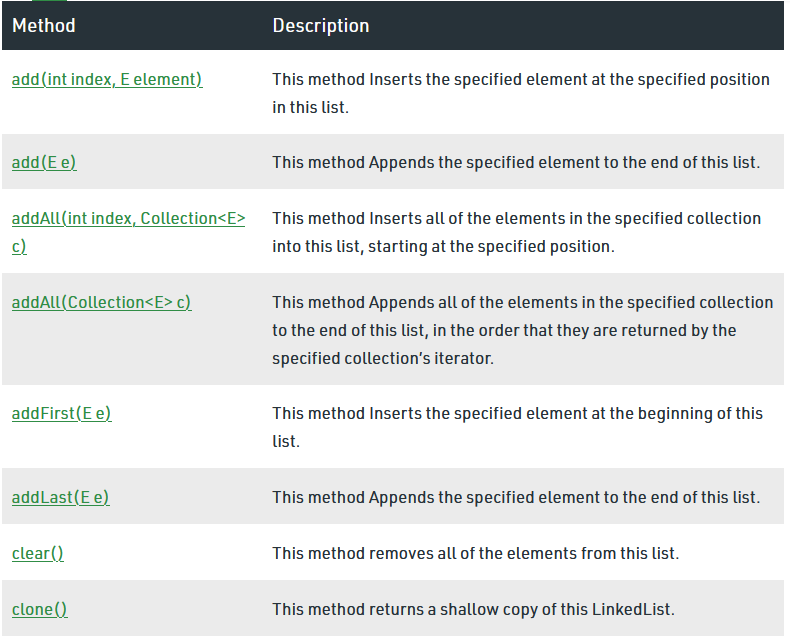 Method Description
add(int index, E element) This method Inserts the specified element at the specified position
in this list.
add(E e) This method Appends the specified element to the end of this list.
addAll(int index, Collection<E> This method Inserts all of the elements in the specified collection
c) into this list, starting at the specified position.
addAll(Collection<E> c) This method Appends all of the elements in the specified collection
to the end of this list, in the order that they are returned by the
specified collection’s iterator.
addFirst(E e) This method Inserts the specified element at the beginning of this
list.
addLast(E e) This method Appends the specified element to the end of this list.
clear() This method removes all of the elements from this list.
clone() This method returns a shallow copy of this LinkedList.